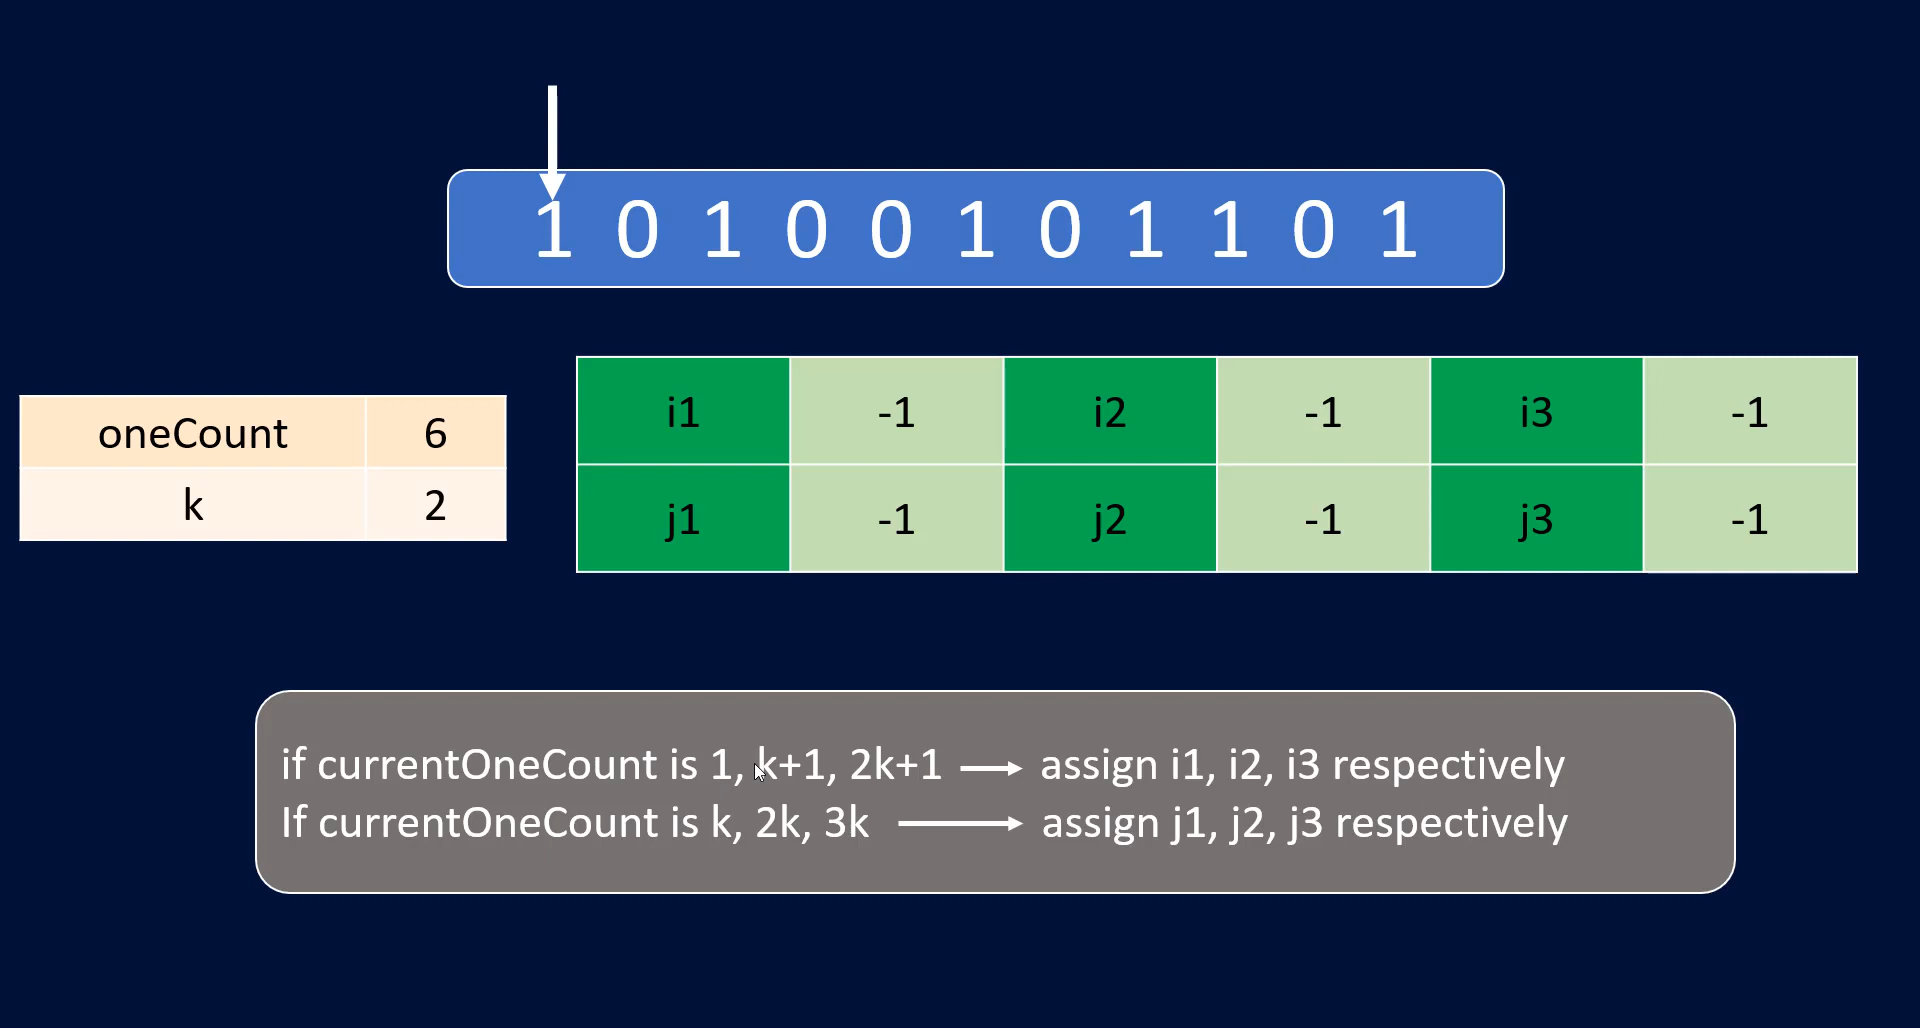 1 0 1 0 0 1 0 1 1 0 1
oneCount 6
k 2
i1 -1 i2 -1 i3 -1
j1 -1 j2 -1 j3 -1
if currentOneCount is 1, k+1, 2k+1 → assign i1, i2, i3 respectively
If currentOneCount is k, 2k, 3k → assign j1, j2, j3 respectively